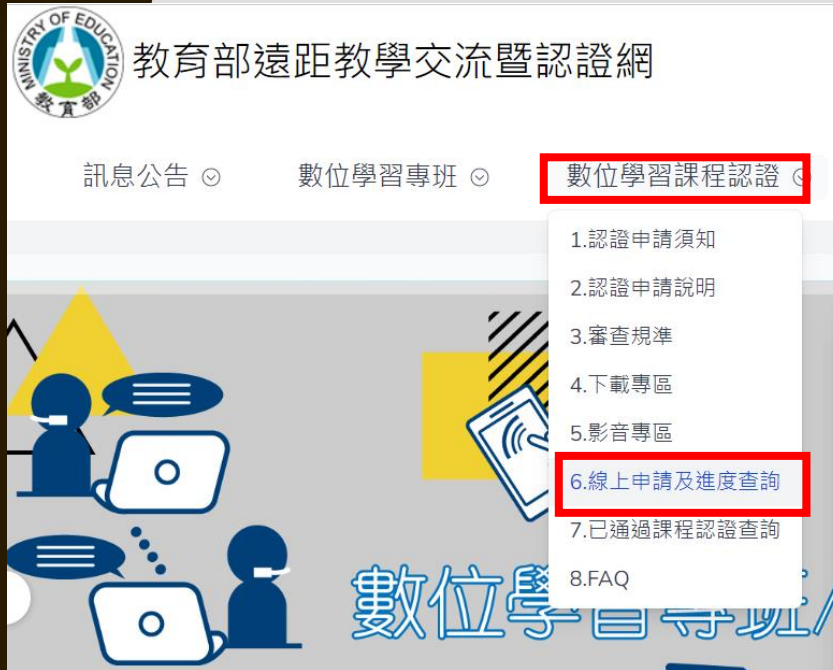 MINISTRY OF EDUCATION
教育部
教育部遠距教學交流暨認證網
訊息公告 數位學習專班 數位學習課程認證
1.認證申請須知
2.認證申請說明
3.審查規準
4.下載專區
5.影音專區
6.線上申請及進度查詢
7.已通過課程認證查詢
8.FAQ
數位學習專班/